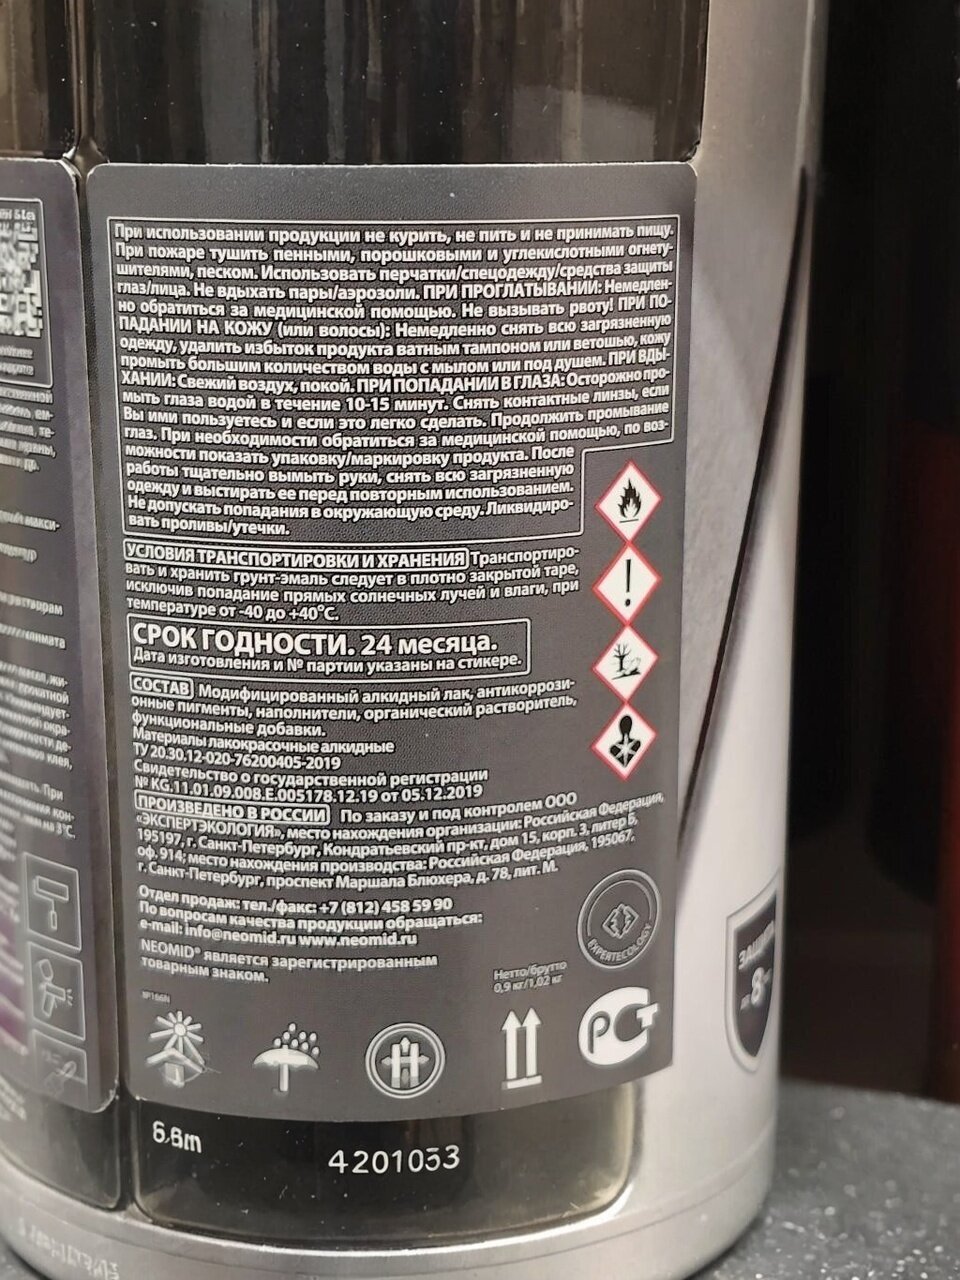 При использовании продукции не курить, не пить и не принимать пищу.
При пожаре тушить пенными, порошковыми и углекислотными огнету-
шителями, песком. Использовать перчатки/спецодежду/средства защиты
глаз/лица. Не вдыхать пары/аэрозоли. ПРИ ПРОГЛАТЫВАНИИ: Немедлен-
но обратиться за медицинской помощью. Не вызывать рвоту! ПРИ ПО-
ПАДАНИИ НА КОЖУ (или волосы): Немедленно снять всю загрязненную
одежду, удалить избыток продукта ватным тампоном или ветошью, кожу
промыть большим количеством воды с мылом или под душем. ПРИ ВДЫ-
ХАНИИ: Свежий воздух, покой. ПРИ ПОПАДАНИИ В ГЛАЗА: Осторожно про-
мыть глаза водой в течение 10-15 минут. Снять контактные линзы, если
Вы ими пользуетесь и если это легко сделать. Продолжить промывание
глаз. При необходимости обратиться за медицинской помощью, по воз-
можности показать упаковку/маркировку продукта. После
работы тщательно вымыть руки, снять всю загрязненную
одежду и выстирать ее перед повторным использованием.
Не допускать попадания в окружающую среду. Ликвидиро-
вать проливы/утечки.
УСЛОВИЯ ТРАНСПОРТИРОВКИ И ХРАНЕНИЯ Транспортиро-
вать и хранить грунт-эмаль следует в плотно закрытой таре,
исключив попадание прямых солнечных лучей и влаги, при
температуре от -40 до +40°С.
СРОК ГОДНОСТИ. 24 месяца.
Дата изготовления и № партии указаны на стикере.
СОСТАВ Модифицированный алкидный лак, антикоррози-
онные пигменты, наполнители, органический растворитель,
функциональные добавки.
Материалы лакокрасочные алкидные
ТУ 20.30.12-020-76200405-2019
Свидетельство о государственной регистрации
№ KG.11.01.09.008.E.005178.12.19 от 05.12.2019
ПРОИЗВЕДЕНО В РОССИИ По заказу и под контролем ООО
«ЭКСПЕРТЭКОЛОГИЯ», место нахождения организации: Российская Федерация,
195197, г. Санкт-Петербург, Кондратьевский пр-кт, дом 15, корп. 3, литер Б,
оф. 914; место нахождения производства: Российская Федерация, 195067,
г. Санкт-Петербург, проспект Маршала Блюхера, д. 78, лит. М.
Отдел продаж: тел./факс: +7 (812) 458 59 90
По вопросам качества продукции обращаться:
e-mail: info@neomid.ru www.neomid.ru
NEOMID® является зарегистрированным
товарным знаком.
EXPERTECOLOGY
Нетто/брутто
0,9 кг/1,02 кг
№166N
РСТ
ЗАЩИТА
8
4201053